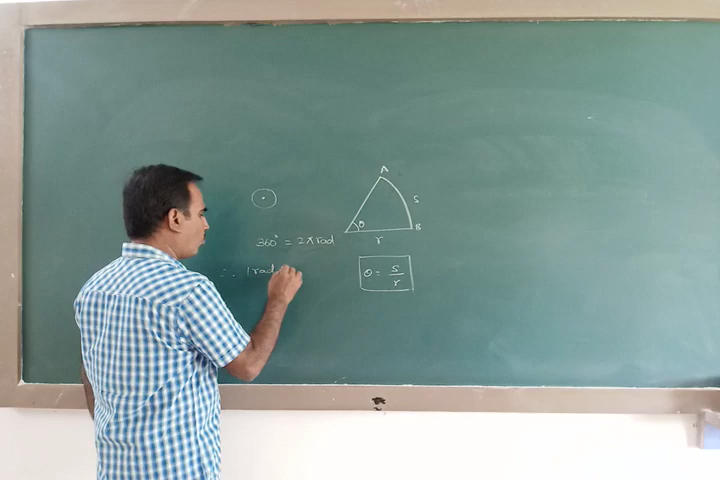 A
S
θ
B
r
360° = 2π rad
∴ 1 rad
θ = s/r